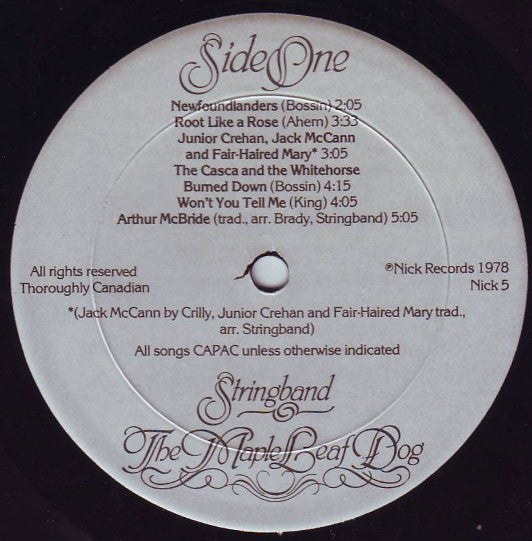 Side One
Newfoundlanders (Bossin) 2:05
Root Like a Rose (Ahern) 3:33
Junior Crehan, Jack McCann
and Fair-Haired Mary* 3:05
The Casca and the Whitehorse
Burned Down (Bossin) 4:15
Won't You Tell Me (King) 4:05
Arthur McBride (trad., arr. Brady, Stringband) 5:05
All rights reserved
Thoroughly Canadian
℗Nick Records 1978
Nick 5
*(Jack McCann by Crilly, Junior Crehan and Fair-Haired Mary trad.,
arr. Stringband)
All songs CAPAC unless otherwise indicated
Stringband
The Maple Leaf Dog